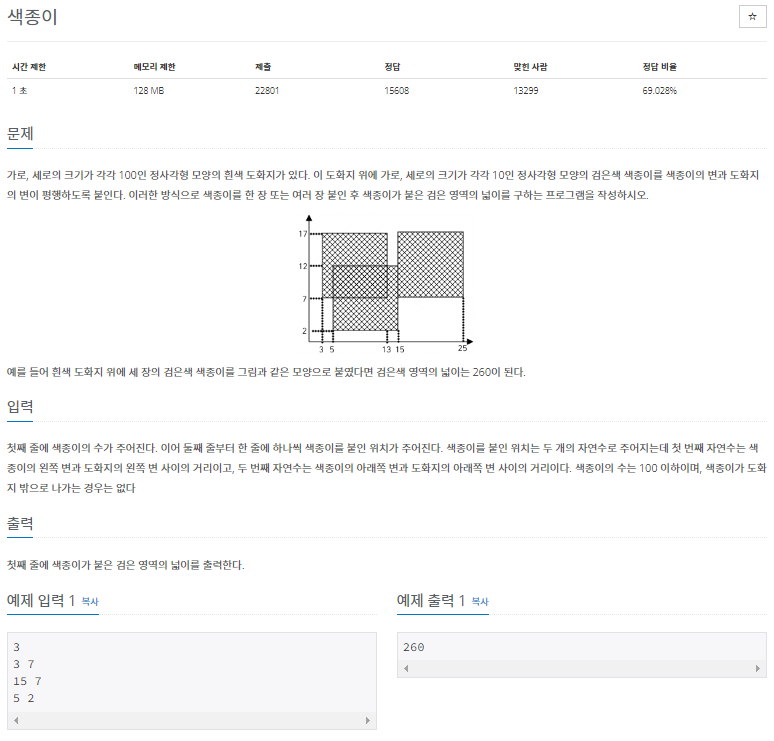 색종이
☆
시간 제한 메모리 제한 제출 정답 맞힌 사람 정답 비율
1 초 128 MB 22801 15608 13299 69.028%
문제
가로, 세로의 크기가 각각 100인 정사각형 모양의 흰색 도화지가 있다. 이 도화지 위에 가로, 세로의 크기가 각각 10인 정사각형 모양의 검은색 색종이를 색종이의 변과 도화지
의 변이 평행하도록 붙인다. 이러한 방식으로 색종이를 한 장 또는 여러 장 붙인 후 색종이가 붙은 검은 영역의 넓이를 구하는 프로그램을 작성하시오.
17
12
7
2
3 5 13 15 25
예를 들어 흰색 도화지 위에 세 장의 검은색 색종이를 그림과 같은 모양으로 붙였다면 검은색 영역의 넓이는 260이 된다.
입력
첫째 줄에 색종이의 수가 주어진다. 이어 둘째 줄부터 한 줄에 하나씩 색종이를 붙인 위치가 주어진다. 색종이를 붙인 위치는 두 개의 자연수로 주어지는데 첫 번째 자연수는 색
종이의 왼쪽 변과 도화지의 왼쪽 변 사이의 거리이고, 두 번째 자연수는 색종이의 아래쪽 변과 도화지의 아래쪽 변 사이의 거리이다. 색종이의 수는 100 이하이며, 색종이가 도화
지 밖으로 나가는 경우는 없다
출력
첫째 줄에 색종이가 붙은 검은 영역의 넓이를 출력한다.
예제 입력 1 복사
3
3 7
15 7
5 2
예제 출력 1 복사
260